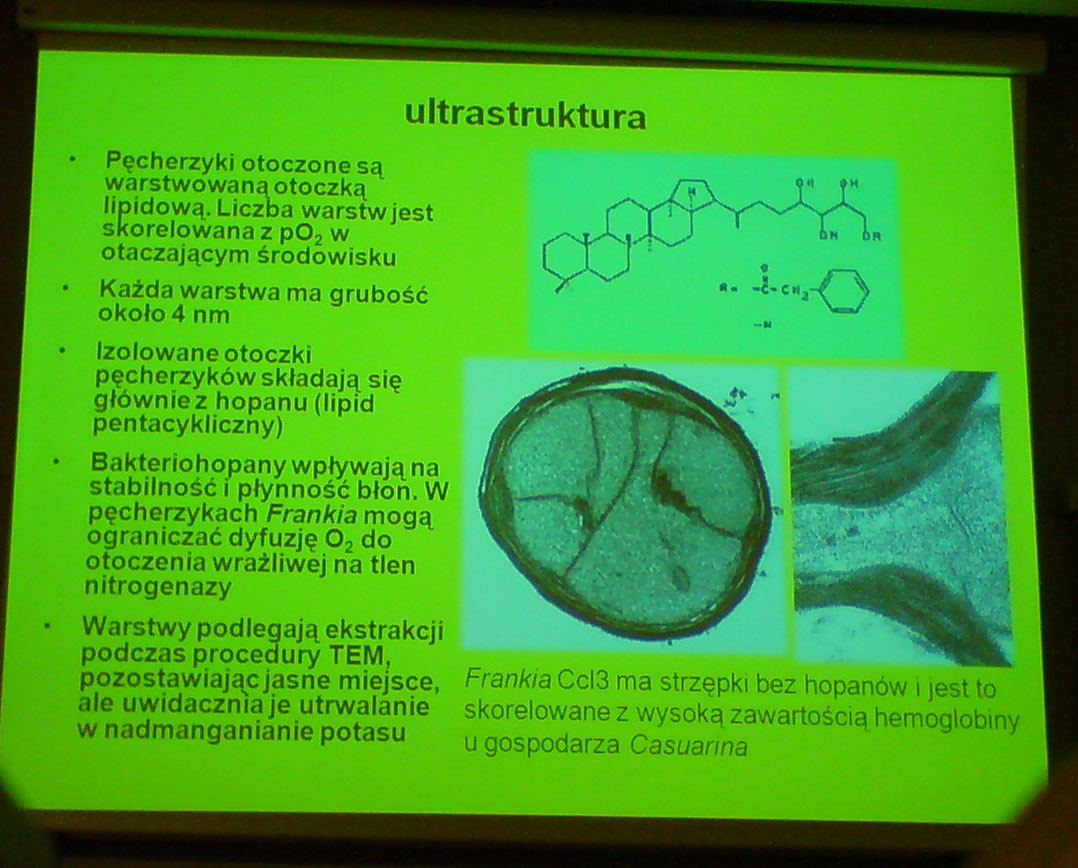 ultrastruktura
• Pęcherzyki otoczone są
warstwowaną otoczką
lipidową. Liczba warstw jest
skorelowana z pO₂ w
otaczającym środowisku
• Każda warstwa ma grubość
około 4 nm
• Izolowane otoczki
pęcherzyków składają się
głównie z hopanu (lipid
pentacykliczny)
• Bakteriohopany wpływają na
stabilność i płynność błon. W
pęcherzykach Frankia mogą
ograniczać dyfuzję O₂ do
otoczenia wrażliwej na tlen
nitrogenazy
• Warstwy podlegają ekstrakcji
podczas procedury TEM,
pozostawiając jasne miejsce,
ale uwidacznia je utrwalanie
w nadmanganianie potasu
H OH OH
OR
C-CH₂
Frankia CcI3 ma strzępki bez hopanów i jest to
skorelowane z wysoką zawartością hemoglobiny
u gospodarza Casuarina